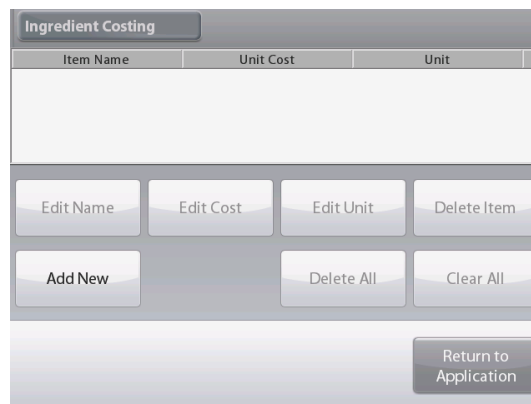 Ingredient Costing
Item Name Unit Cost Unit
Edit Name Edit Cost Edit Unit Delete Item
Add New Delete All Clear All
Return to
Application